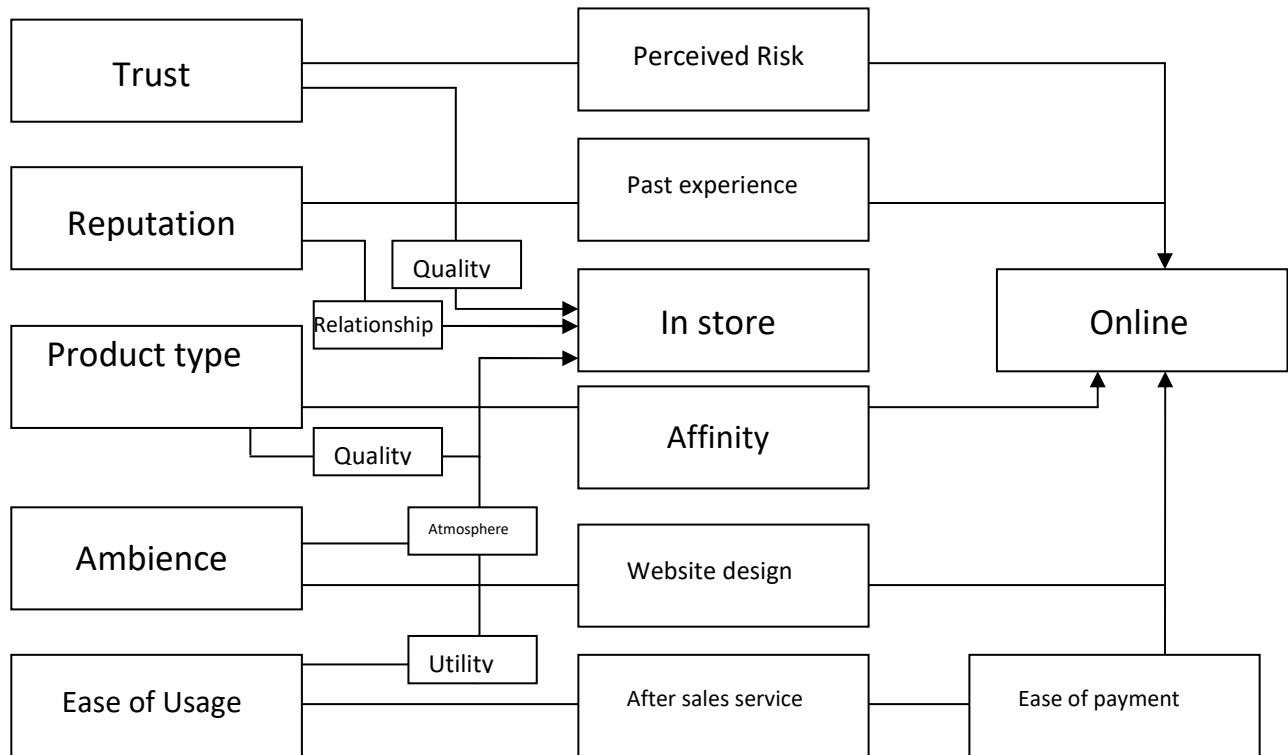 Trust
Perceived Risk
Reputation
Past experience
Quality
Relationship
In store
Online
Product type
Affinity
Quality
Ambience
Atmosphere
Website design
Ease of Usage
Utility
After sales service
Ease of payment